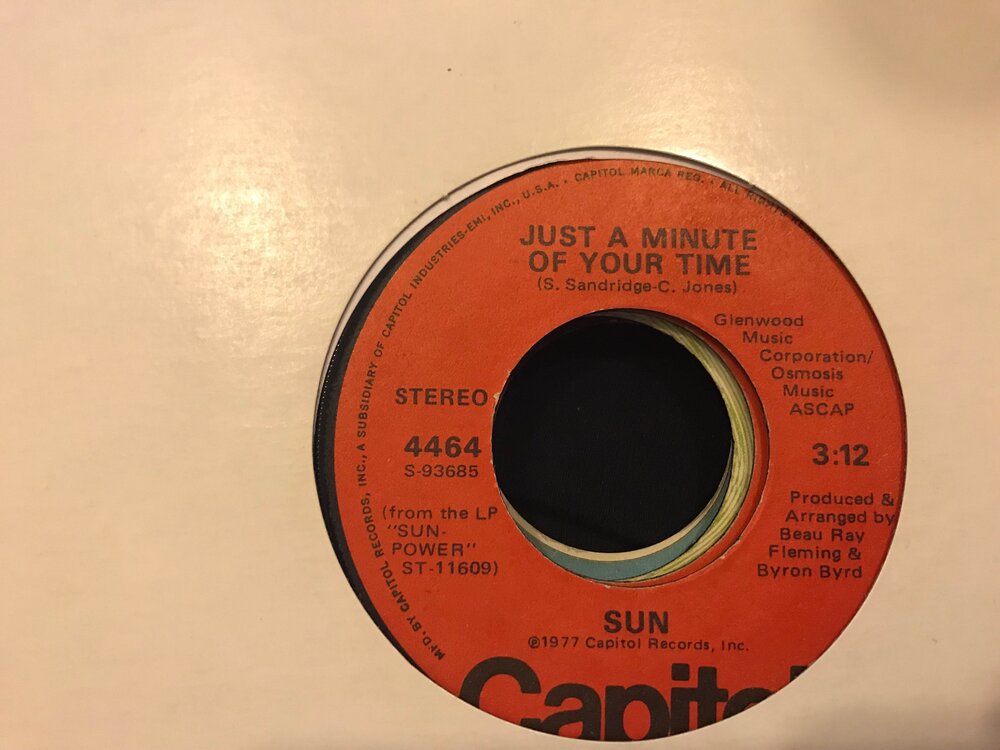 MF'D. BY CAPITOL RECORDS, INC., A SUBSIDIARY OF CAPITOL INDUSTRIES-EMI, INC., U.S.A. • CAPITOL MARCA REG. • ALL
JUST A MINUTE
OF YOUR TIME
(S. Sandridge-C. Jones)
Glenwood
Music
Corporation/
Osmosis
Music
ASCAP
STEREO
4464
S-93685
3:12
(from the LP
"SUN-
POWER"
ST-11609)
Produced &
Arranged by
Beau Ray
Fleming &
Byron Byrd
SUN
℗1977 Capitol Records, Inc.
Capitol